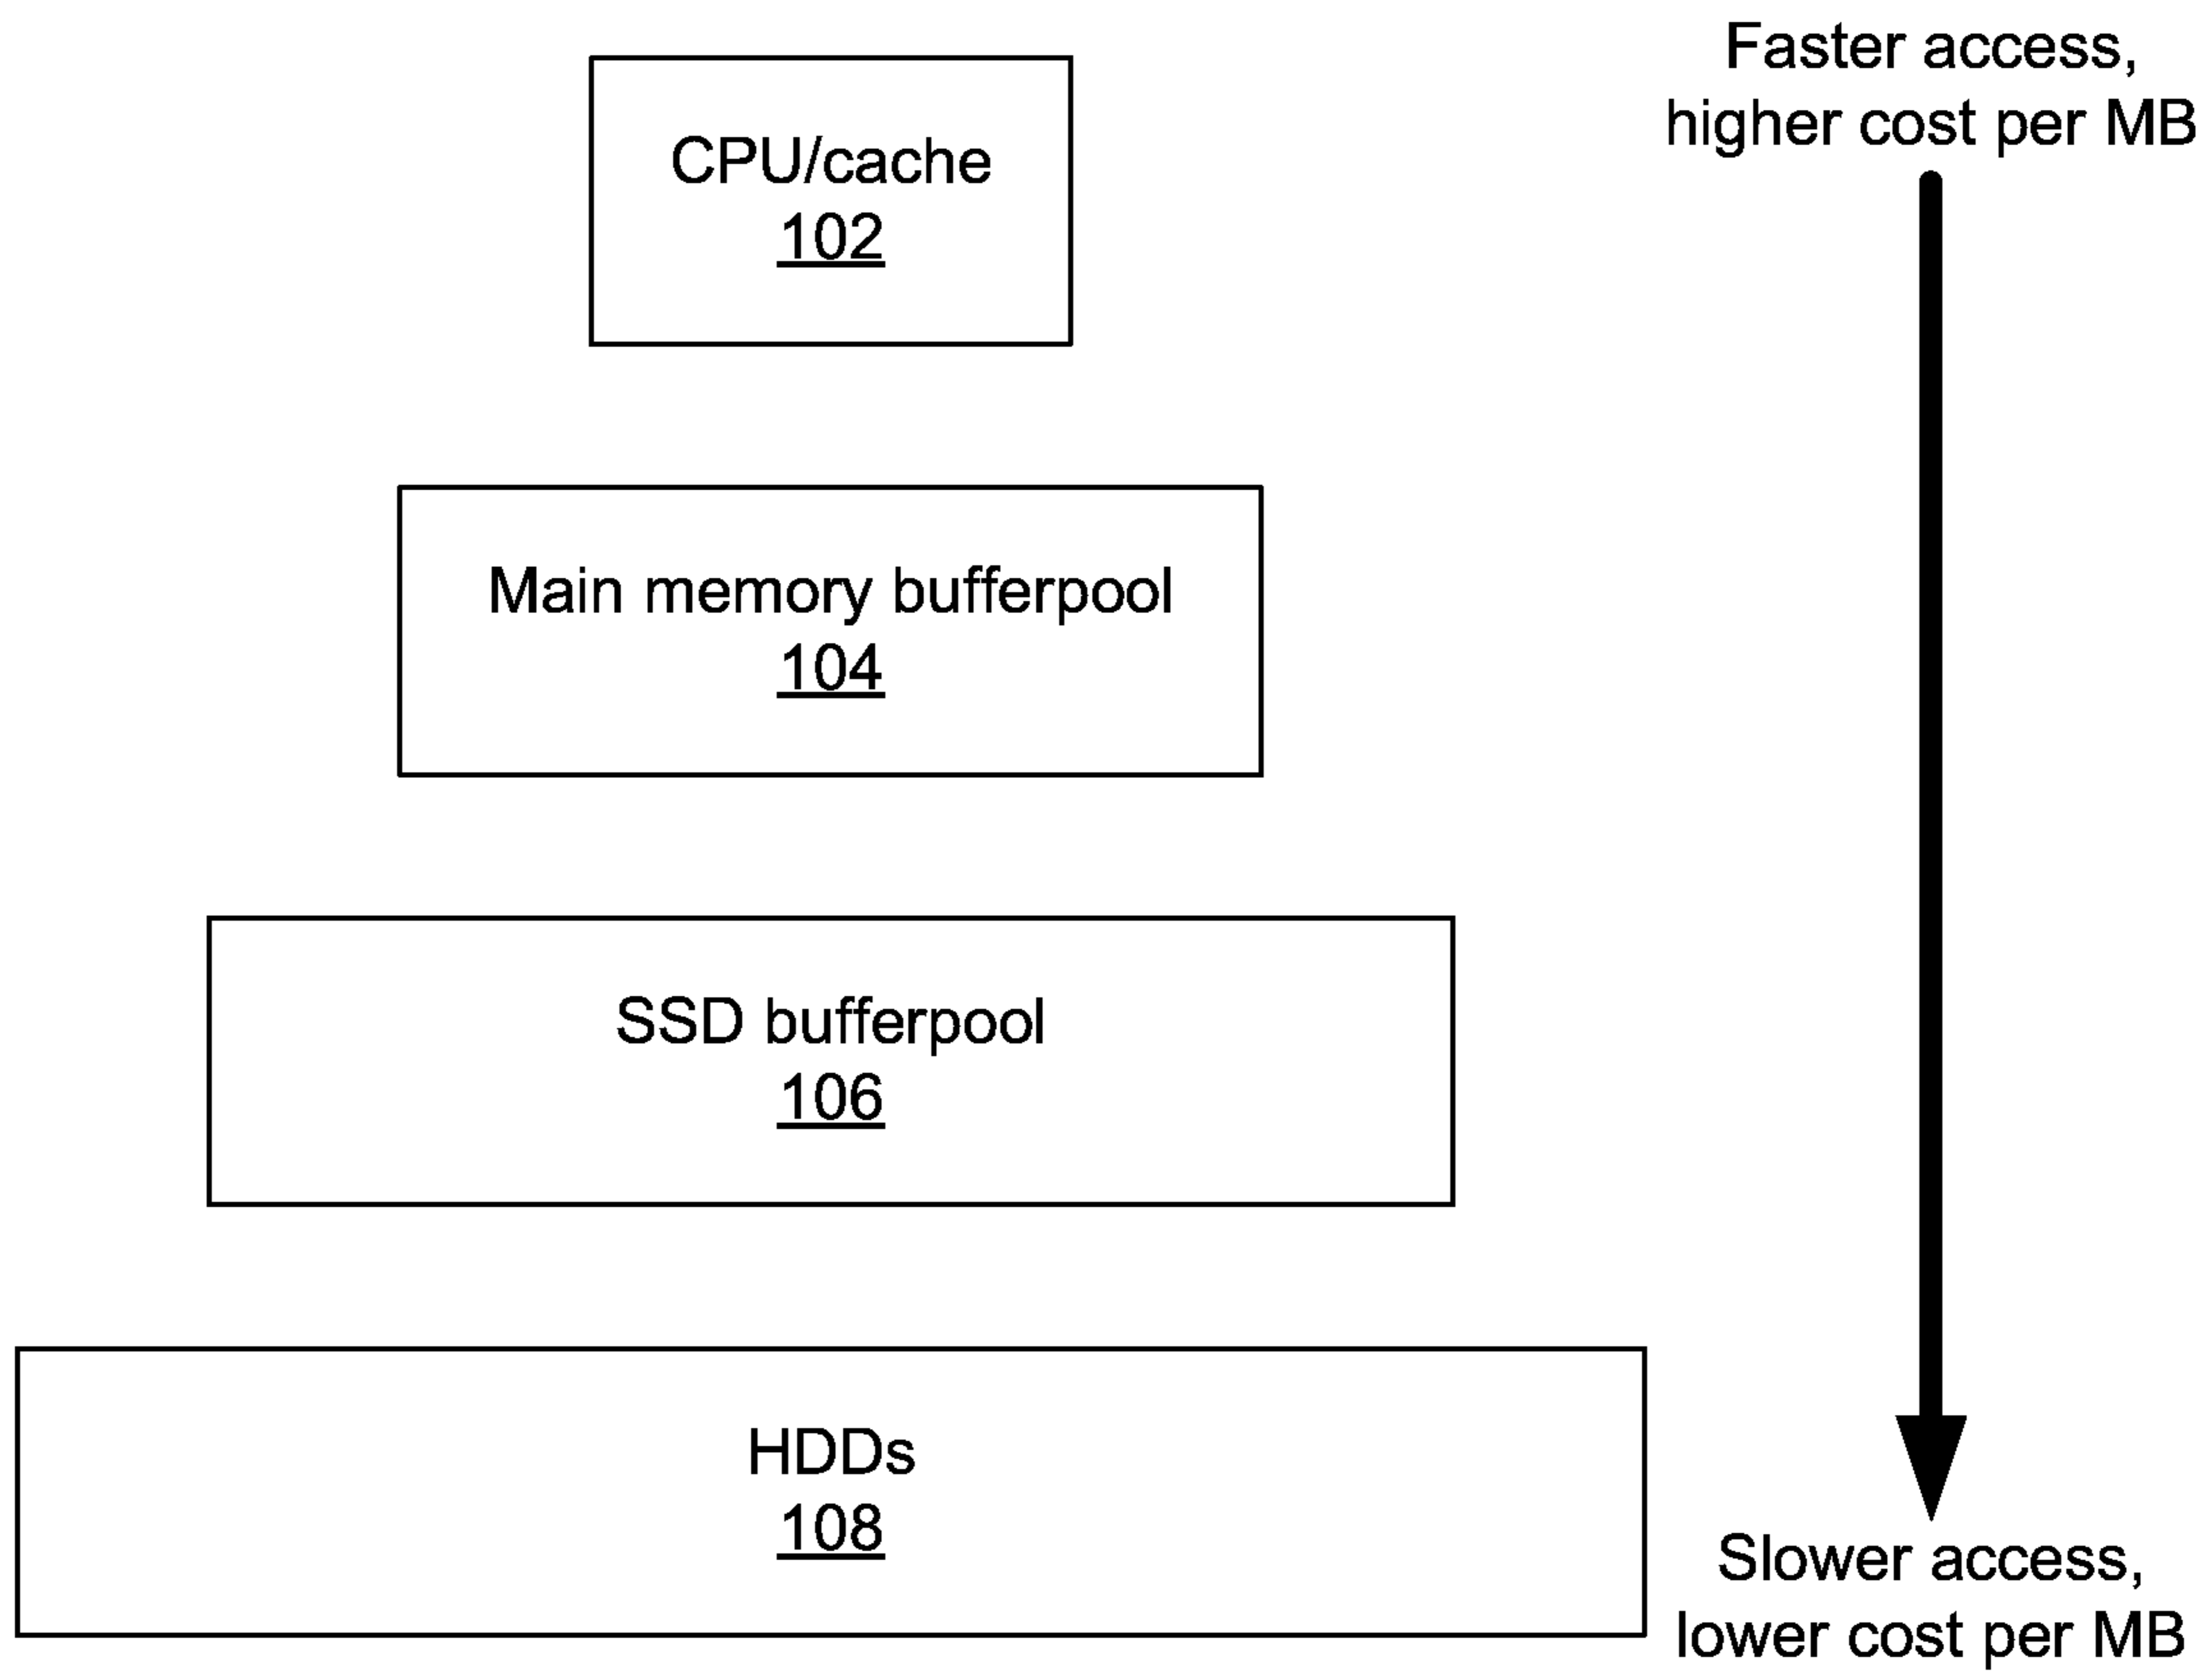 Faster access,
higher cost per MB
CPU/cache
102
Main memory bufferpool
104
SSD bufferpool
106
HDDs
108
Slower access,
lower cost per MB